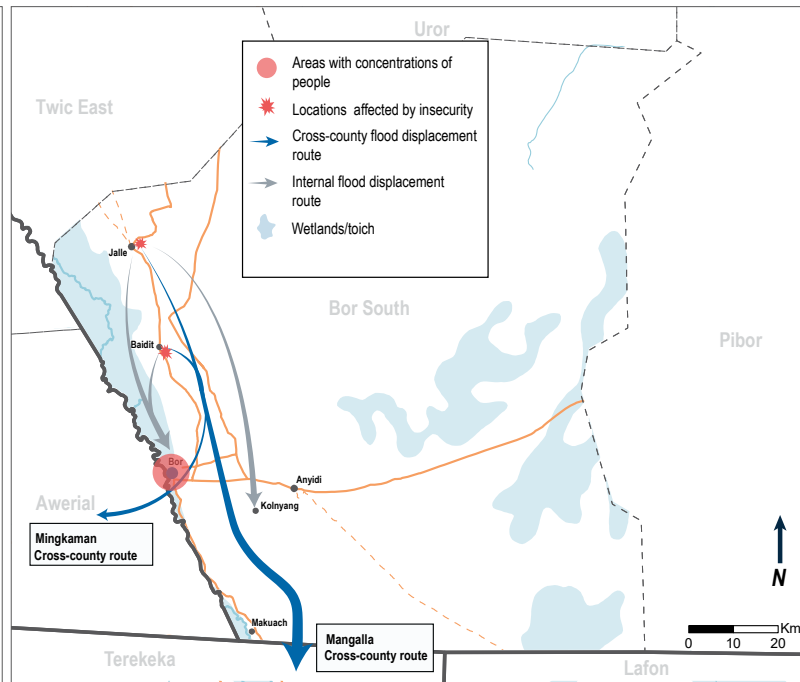 Uror
Twic East
Areas with concentrations of
people
Locations affected by insecurity
Cross-county flood displacement
route
Internal flood displacement
route
Wetlands/toich
Jalle
Bor South
Pibor
Baidit
Bor
Anyidi
Awerial
Kolnyang
Mingkaman
Cross-county route
N
Makuach
Mangalla
Cross-county route
Km
0 10 20
Terekeka
Lafon